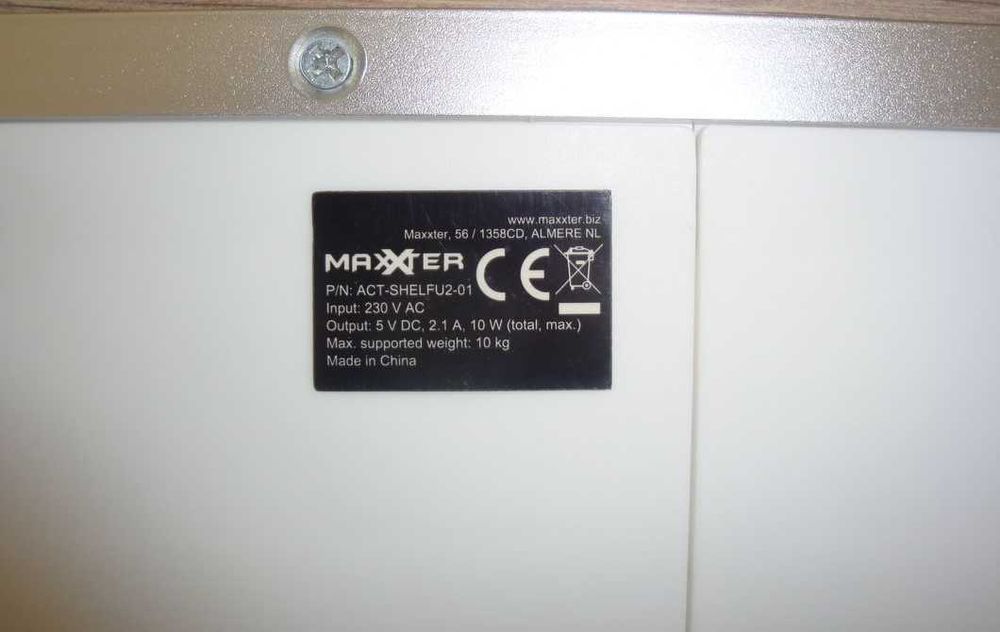 www.maxxter.biz
Maxxter, 56 / 1358CD, ALMERE NL
MAXXTER CE
P/N: ACT-SHELFU2-01
Input: 230 V AC
Output: 5 V DC, 2.1 A, 10 W (total, max.)
Max. supported weight: 10 kg
Made in China